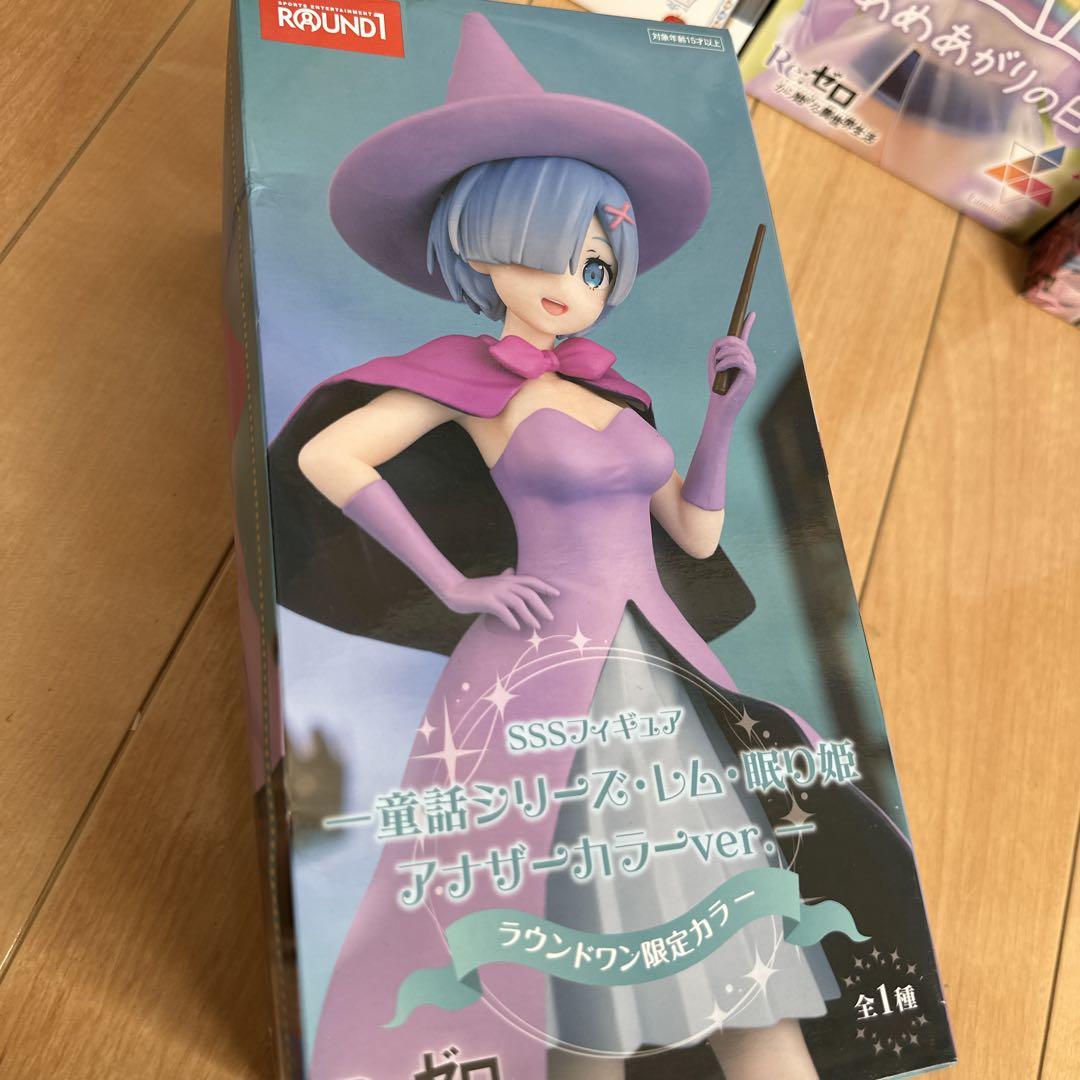 SPORTS ENTERTAINMENT
ROUND1
対象年齢15才以上
SSSフィギュア
―童話シリーズ・レム・眠り姫
アナザーカラーver.―
ラウンドワン限定カラー
全1種
ゼロ
あめあがりの日
Re:ゼロ
から始める異世界生活